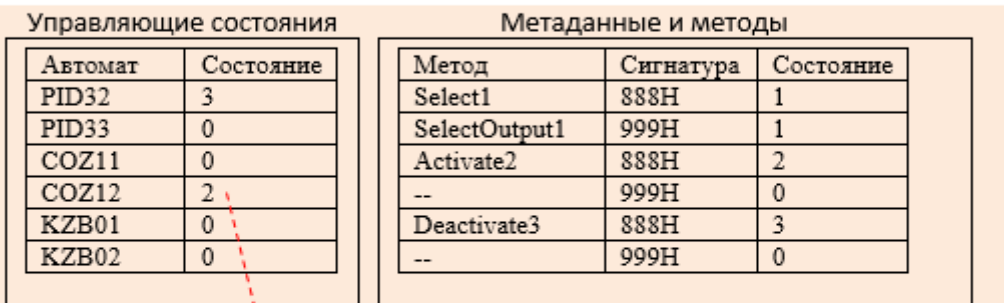 Управляющие состояния
Автомат Состояние
PID32 3
PID33 0
COZ11 0
COZ12 2
KZB01 0
KZB02 0
Метаданные и методы
Метод Сигнатура Состояние
Select1 888H 1
SelectOutput1 999H 1
Activate2 888H 2
-- 999H 0
Deactivate3 888H 3
-- 999H 0